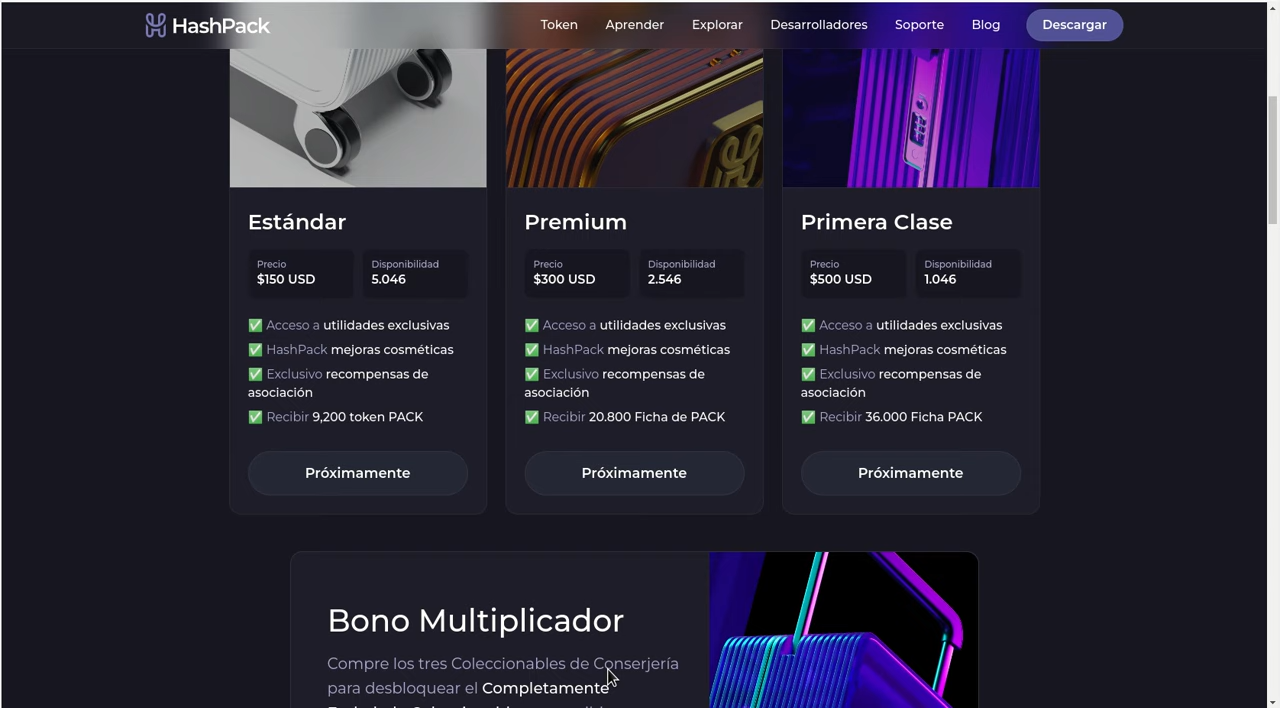 HashPack
Token
Aprender
Explorar
Desarrolladores
Soporte
Blog
Descargar
Estándar
Precio
$150 USD
Disponibilidad
5.046
✅ Acceso a utilidades exclusivas
✅ HashPack mejoras cosméticas
✅ Exclusivo recompensas de
asociación
✅ Recibir 9,200 token PACK
Próximamente
Premium
Precio
$300 USD
Disponibilidad
2.546
✅ Acceso a utilidades exclusivas
✅ HashPack mejoras cosméticas
✅ Exclusivo recompensas de
asociación
✅ Recibir 20.800 Ficha de PACK
Próximamente
Primera Clase
Precio
$500 USD
Disponibilidad
1.046
✅ Acceso a utilidades exclusivas
✅ HashPack mejoras cosméticas
✅ Exclusivo recompensas de
asociación
✅ Recibir 36.000 Ficha PACK
Próximamente
Bono Multiplicador
Compre los tres Coleccionables de Conserjería
para desbloquear el Completamente